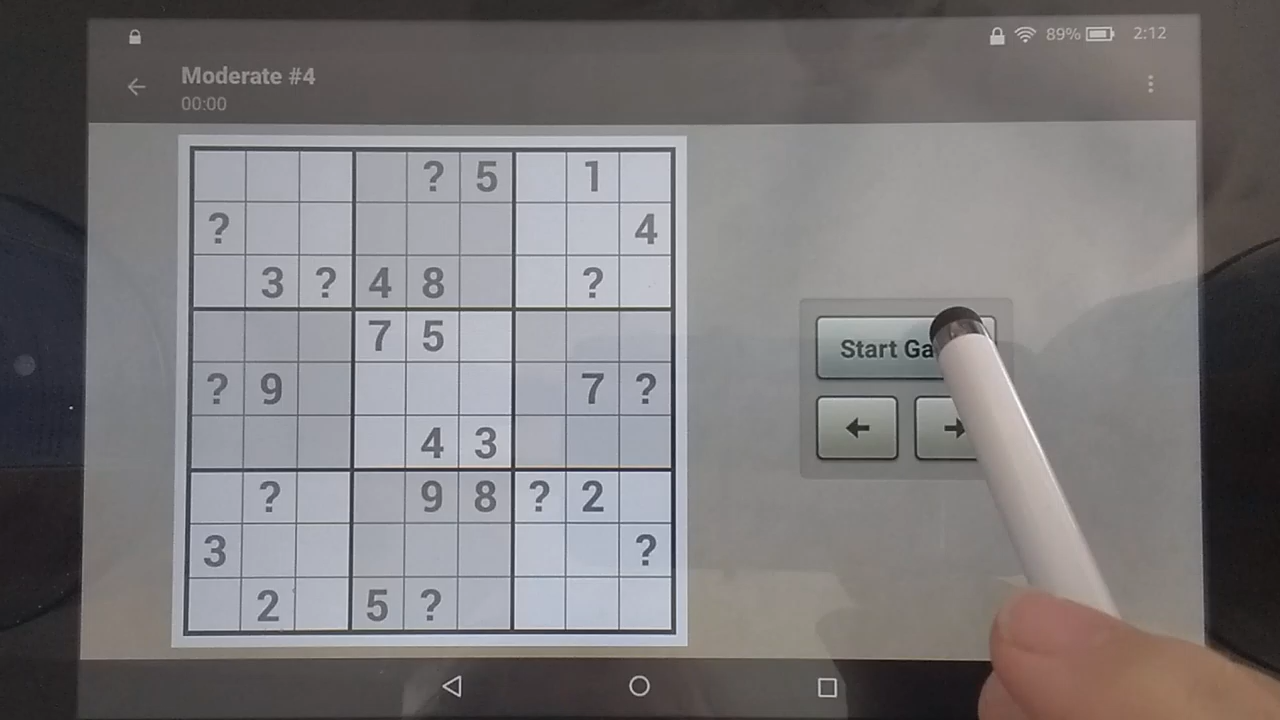 89% 2:12
Moderate #4
00:00
? 5 1
? 4
3 ? 4 8 ?
7 5
? 9 7 ?
4 3
? 9 8 ? 2
3 ?
2 5 ?
Start Ga
← →